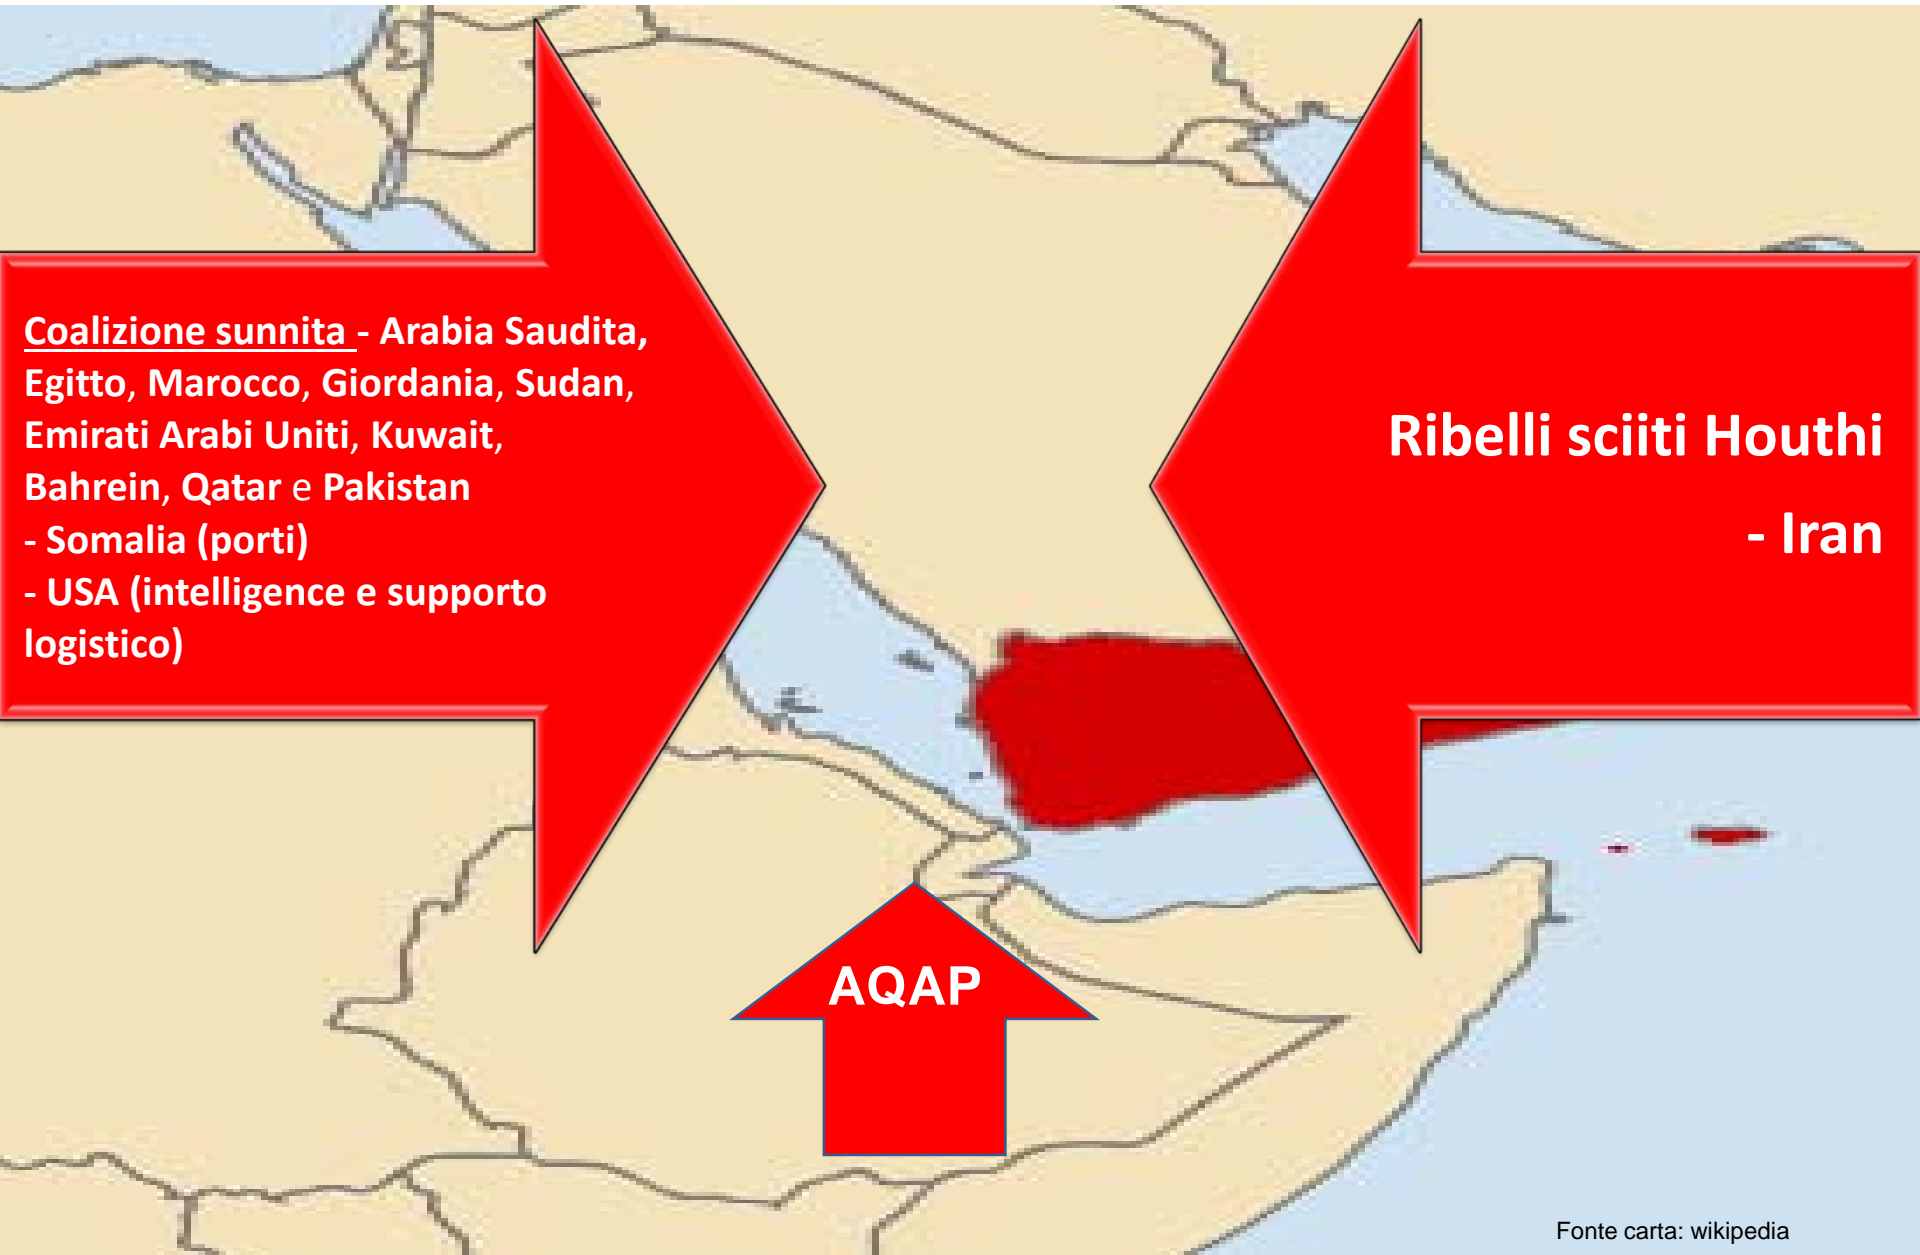 Coalizione sunnita - Arabia Saudita,
Egitto, Marocco, Giordania, Sudan,
Emirati Arabi Uniti, Kuwait,
Bahrein, Qatar e Pakistan
- Somalia (porti)
- USA (intelligence e supporto
logistico)
Ribelli sciiti Houthi
- Iran
AQAP
Fonte carta: wikipedia